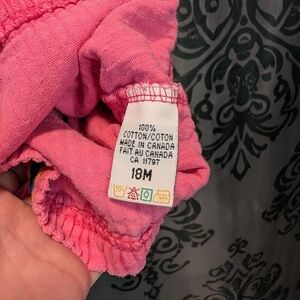 100%
COTTON/COTON
MADE IN CANADA
FAIT AU CANADA
CA 11797
18M